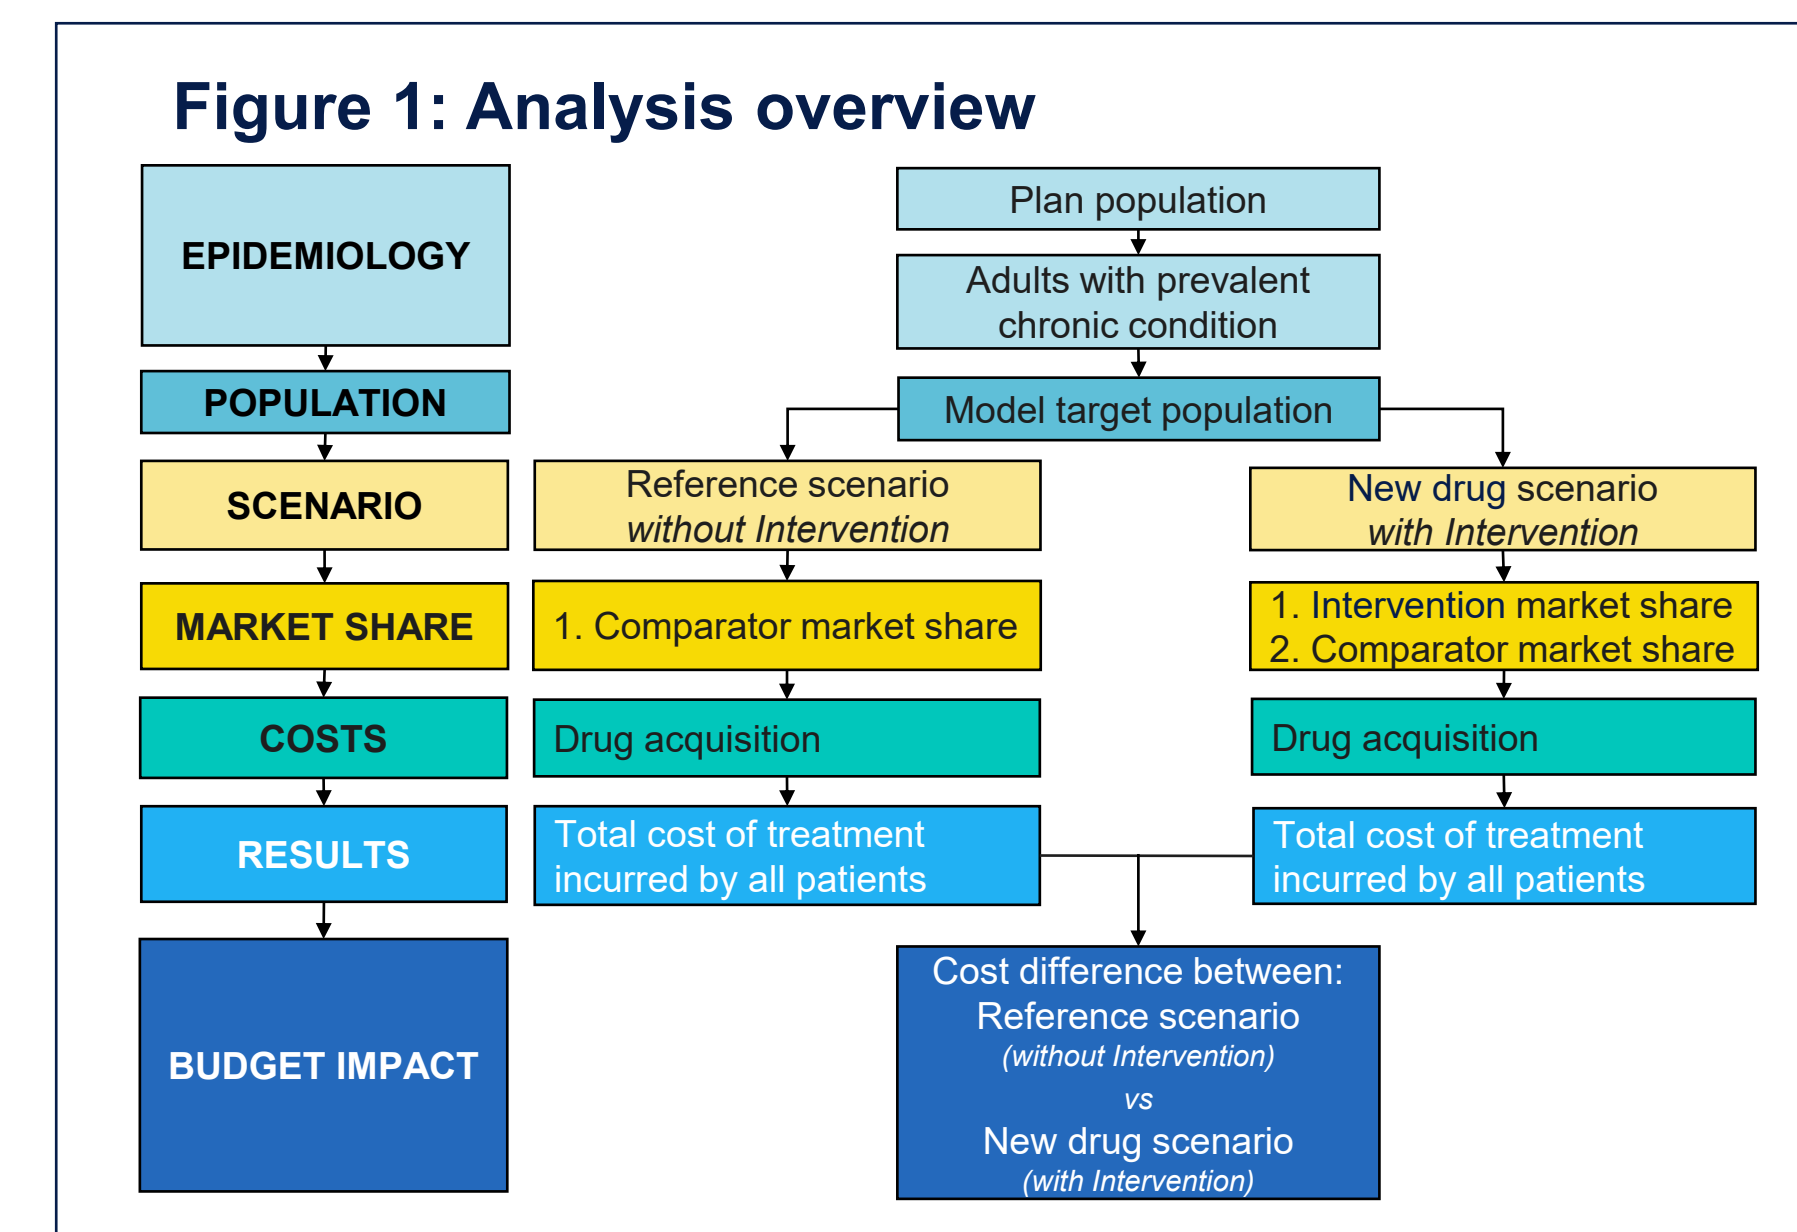 Figure 1: Analysis overview
EPIDEMIOLOGY
Plan population
Adults with prevalent
chronic condition
POPULATION
Model target population
SCENARIO
Reference scenario
without Intervention
New drug scenario
with Intervention
MARKET SHARE
1. Comparator market share
1. Intervention market share
2. Comparator market share
COSTS
Drug acquisition
Drug acquisition
RESULTS
Total cost of treatment
incurred by all patients
Total cost of treatment
incurred by all patients
BUDGET IMPACT
Cost difference between:
Reference scenario
(without Intervention)
vs
New drug scenario
(with Intervention)